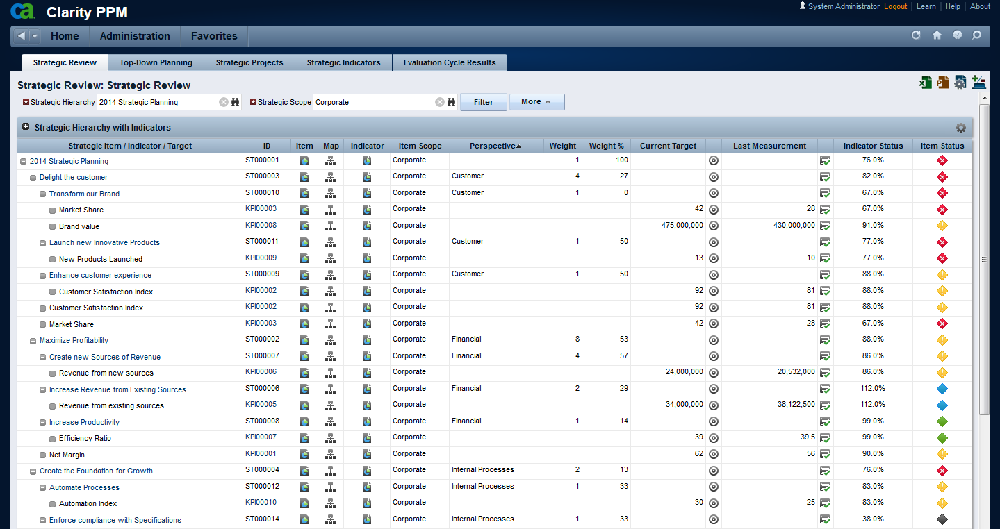 ca Clarity PPM
System Administrator Logout Learn Help About
Home Administration Favorites
Strategic Review Top-Down Planning Strategic Projects Strategic Indicators Evaluation Cycle Results
Strategic Review: Strategic Review
Strategic Hierarchy 2014 Strategic Planning Strategic Scope Corporate Filter More
Strategic Hierarchy with Indicators
Strategic Item / Indicator / Target ID Item Map Indicator Item Scope Perspective Weight Weight % Current Target Last Measurement Indicator Status Item Status
2014 Strategic Planning ST000001 Corporate 1 100 76.0%
Delight the customer ST000003 Corporate Customer 4 27 82.0%
Transform our Brand ST000010 Corporate Customer 1 0 67.0%
Market Share KPI00003 Corporate 42 28 67.0%
Brand value KPI00008 Corporate 475,000,000 430,000,000 91.0%
Launch new Innovative Products ST000011 Corporate Customer 1 50 77.0%
New Products Launched KPI00009 Corporate 13 10 77.0%
Enhance customer experience ST000009 Corporate Customer 1 50 88.0%
Customer Satisfaction Index KPI00002 Corporate 92 81 88.0%
Customer Satisfaction Index KPI00002 Corporate 92 81 88.0%
Market Share KPI00003 Corporate 42 28 67.0%
Maximize Profitability ST000002 Corporate Financial 8 53 88.0%
Create new Sources of Revenue ST000007 Corporate Financial 4 57 86.0%
Revenue from new sources KPI00006 Corporate 24,000,000 20,532,000 86.0%
Increase Revenue from Existing Sources ST000006 Corporate Financial 2 29 112.0%
Revenue from existing sources KPI00005 Corporate 34,000,000 38,122,500 112.0%
Increase Productivity ST000008 Corporate Financial 1 14 99.0%
Efficiency Ratio KPI00007 Corporate 39 39.5 99.0%
Net Margin KPI00001 Corporate 62 56 90.0%
Create the Foundation for Growth ST000004 Corporate Internal Processes 2 13 76.0%
Automate Processes ST000012 Corporate Internal Processes 1 33 83.0%
Automation Index KPI00010 Corporate 30 25 83.0%
Enforce compliance with Specifications ST000014 Corporate Internal Processes 1 33 38.0%